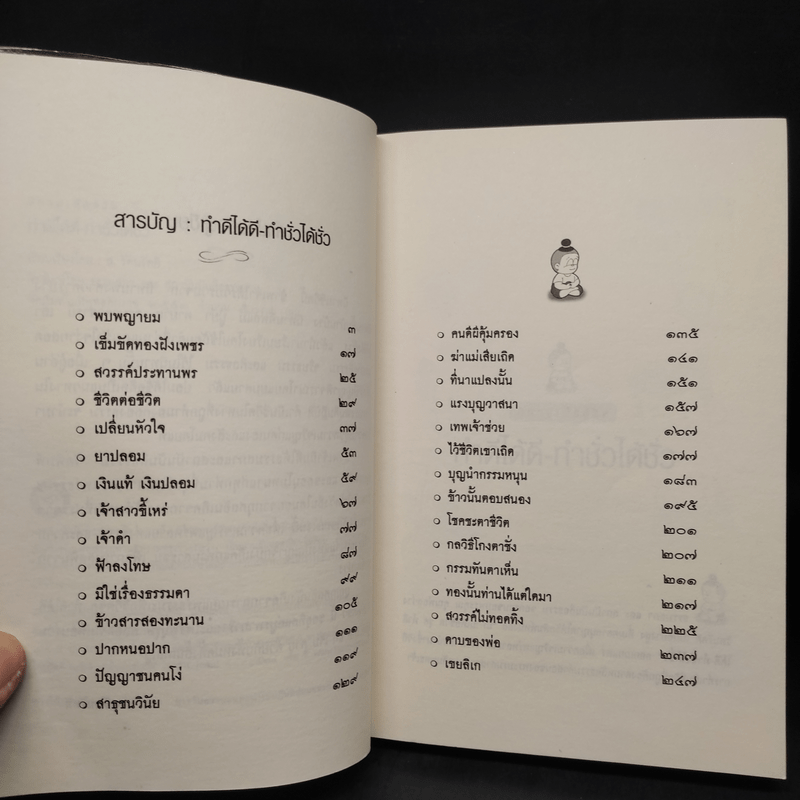 สารบัญ : ทำดีได้ดี-ทำชั่วได้ชั่ว
พบพญายม ๓
เข็มขัดทองฝังเพชร ๑๗
สวรรค์ประทานพร ๒๕
ชีวิตต่อชีวิต ๒๙
เปลี่ยนหัวใจ ๓๗
ยาปลอม ๕๓
เงินแท้ เงินปลอม ๕๙
เจ้าสาวขี้เหร่ ๖๗
เจ้าคำ ๗๗
ฟ้าลงโทษ ๘๗
มิใช่เรื่องธรรมดา ๙๙
ข้าวสารสองทะนาน ๑๐๕
ปากหนอปาก ๑๑๑
ปัญญาชนคนโง่ ๑๑๙
สาธุชนวินัย ๑๒๙
คนดีผีคุ้มครอง ๑๓๕
ฆ่าแม่เสียเถิด ๑๔๑
ที่นาแปลงนั้น ๑๕๑
แรงบุญวาสนา ๑๕๗
เทพเจ้าช่วย ๑๖๗
ไว้ชีวิตเขาเถิด ๑๗๗
บุญนำกรรมหนุน ๑๘๓
ข้าวนั้นตอบสนอง ๑๙๕
โชคชะตาชีวิต ๒๐๑
กลวิธีโกงตาชั่ง ๒๐๗
กรรมทันตาเห็น ๒๑๑
ทองนั้นท่านได้แต่ใดมา ๒๑๗
สวรรค์ไม่ทอดทิ้ง ๒๒๕
ดาบของพ่อ ๒๓๗
เขยลิเก ๒๔๗